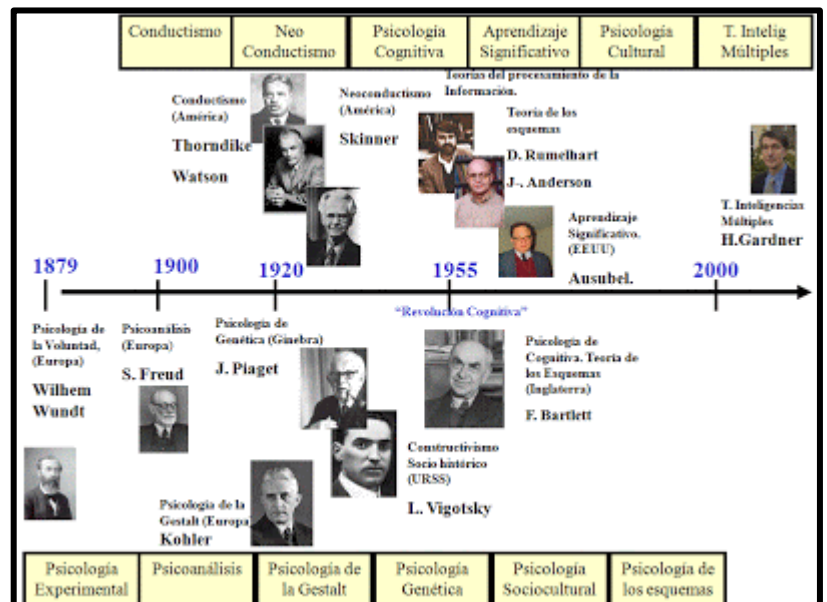 Conductismo
Neo
Conductismo
Psicología
Cognitiva
Aprendizaje
Significativo
Psicología
Cultural
T. Intelig
Múltiples
Teorías del procesamiento de la
Información.
Conductismo
(América)
Thorndike
Watson
Neoconductismo
(América)
Skinner
Teoría de los
esquemas
D. Rumelhart
J-. Anderson
Aprendizaje
Significativo.
(EEUU)
Ausubel.
T. Inteligencias
Múltiples
H.Gardner
1879
1900
1920
1955
2000
"Revolución Cognitiva"
Psicología de
la Voluntad,
(Europa)
Wilhem
Wundt
Psicoanálisis
(Europa)
S. Freud
Psicología de
Genética (Ginebra)
J. Piaget
Psicología de
Cognitiva. Teoría de
los Esquemas
(Inglaterra)
F. Bartlett
Constructivismo
Socio histórico
(URSS)
L. Vigotsky
Psicología de la
Gestalt (Europa)
Kohler
Psicología
Experimental
Psicoanálisis
Psicología de
la Gestalt
Psicología
Genética
Psicología
Sociocultural
Psicología de
los esquemas